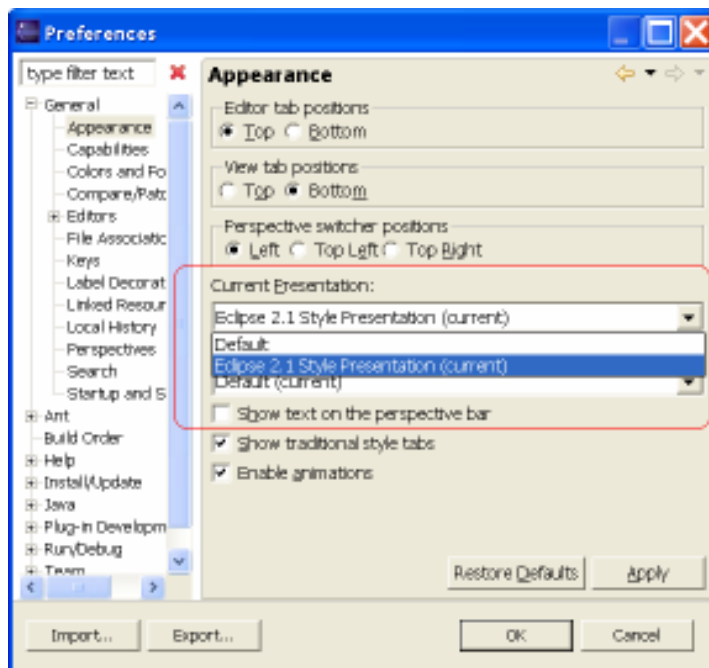 Preferences
type filter text
Appearance
General
Appearance
Capabilities
Colors and Fo
Compare/Patc
Editors
File Associatic
Keys
Label Decorat
Linked Resour
Local History
Perspectives
Search
Startup and S
Ant
Build Order
Help
Install/Update
Java
Plug-in Developm
Run/Debug
Team
Editor tab positions
Top Bottom
View tab positions
Top Bottom
Perspective switcher positions
Left Top Left Top Right
Current Presentation:
Eclipse 2.1 Style Presentation (current)
Default
Eclipse 2.1 Style Presentation (current)
Default (current)
Show text on the perspective bar
Show traditional style tabs
Enable animations
Restore Defaults Apply
Import... Export... OK Cancel